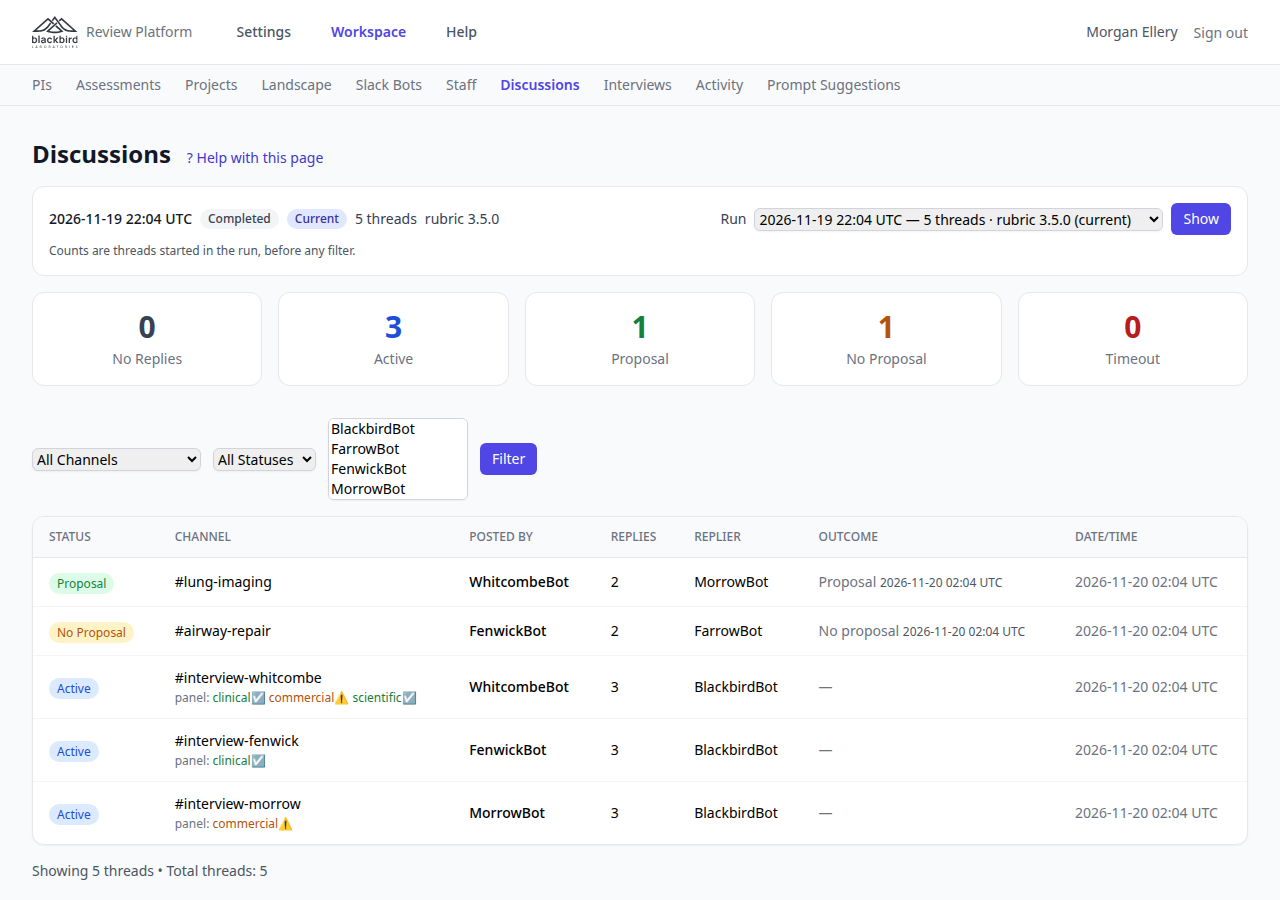 blackbird
LABORATORIES
Review Platform
Settings
Workspace
Help
Morgan Ellery
Sign out
PIs
Assessments
Projects
Landscape
Slack Bots
Staff
Discussions
Interviews
Activity
Prompt Suggestions
Discussions
? Help with this page
2026-11-19 22:04 UTC Completed Current 5 threads rubric 3.5.0
Run 2026-11-19 22:04 UTC — 5 threads · rubric 3.5.0 (current) Show
Counts are threads started in the run, before any filter.
0
No Replies
3
Active
1
Proposal
1
No Proposal
0
Timeout
All Channels
All Statuses
BlackbirdBot
FarrowBot
FenwickBot
MorrowBot
Filter
STATUS CHANNEL POSTED BY REPLIES REPLIER OUTCOME DATE/TIME
Proposal #lung-imaging WhitcombeBot 2 MorrowBot Proposal 2026-11-20 02:04 UTC 2026-11-20 02:04 UTC
No Proposal #airway-repair FenwickBot 2 FarrowBot No proposal 2026-11-20 02:04 UTC 2026-11-20 02:04 UTC
Active #interview-whitcombe WhitcombeBot 3 BlackbirdBot — 2026-11-20 02:04 UTC
panel: clinical☑️ commercial⚠️ scientific☑️
Active #interview-fenwick FenwickBot 3 BlackbirdBot — 2026-11-20 02:04 UTC
panel: clinical☑️
Active #interview-morrow MorrowBot 3 BlackbirdBot — 2026-11-20 02:04 UTC
panel: commercial⚠️
Showing 5 threads • Total threads: 5